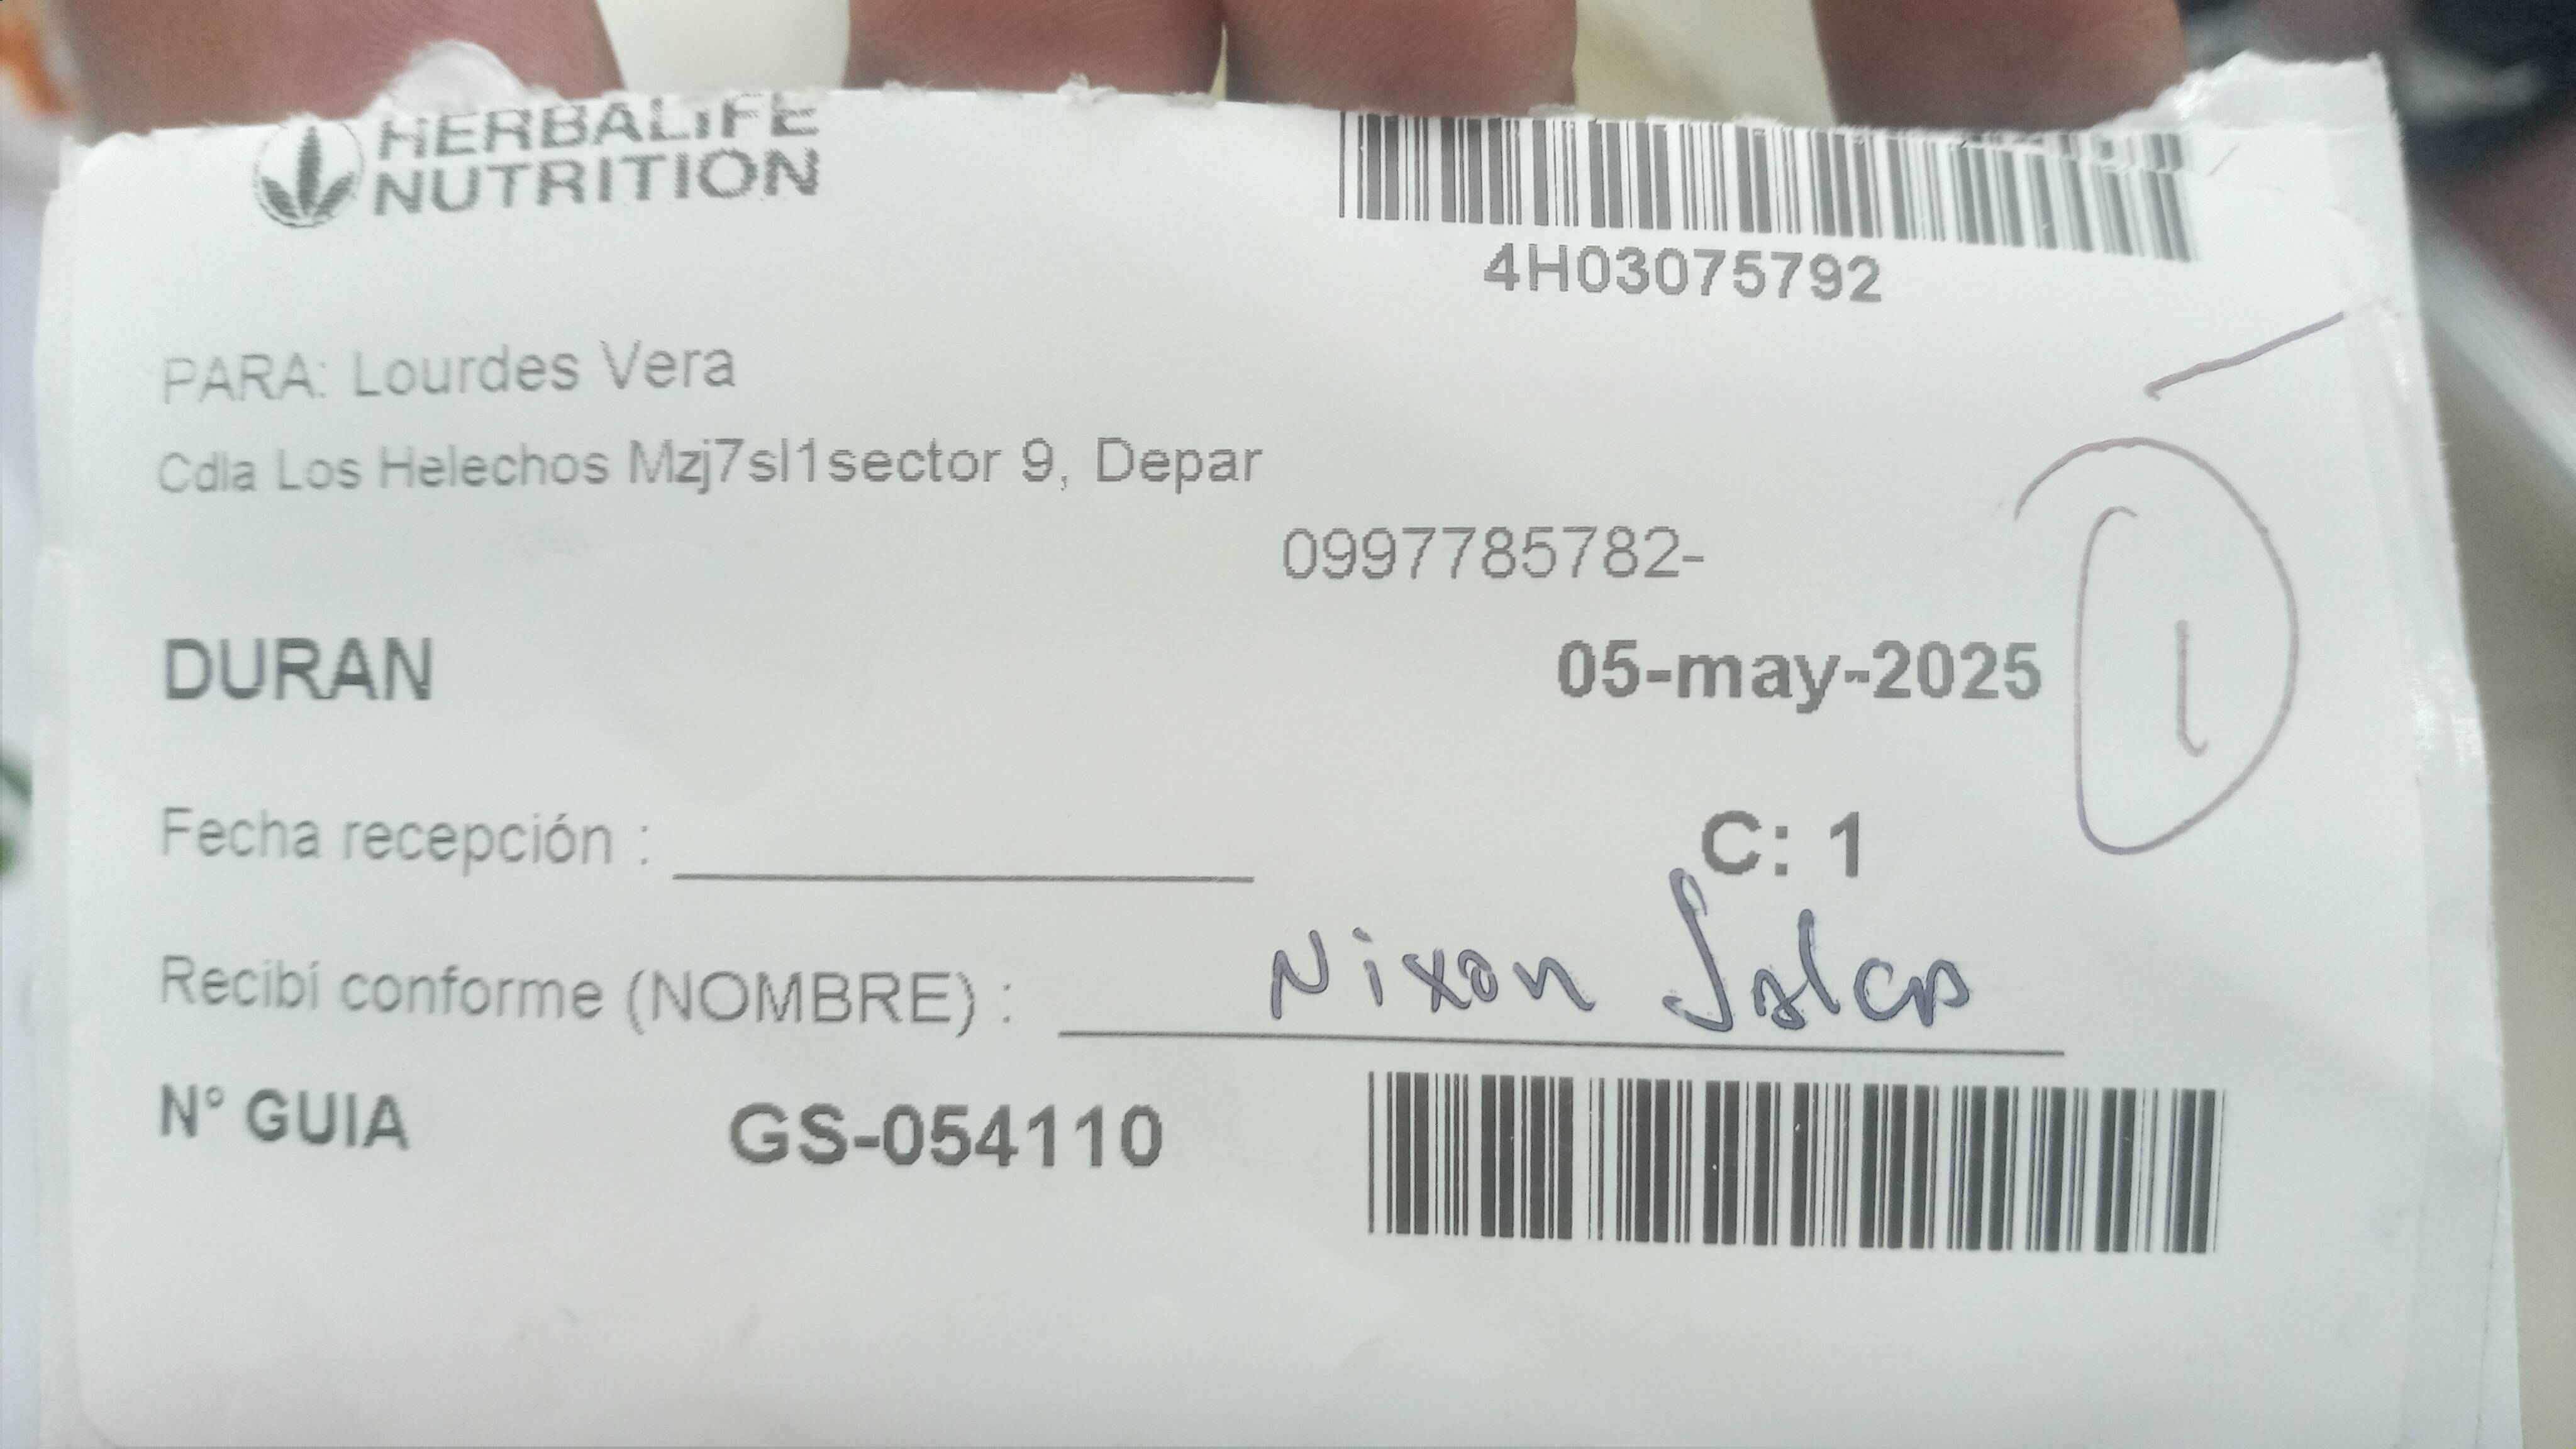 HERBALIFE
NUTRITION
4H03075792
PARA: Lourdes Vera
Cdla Los Helechos Mzj7sl1sector 9, Depar
0997785782-
DURAN
05-may-2025
1
Fecha recepción :
C: 1
Recibí conforme (NOMBRE) : Nixon
N° GUIA GS-054110